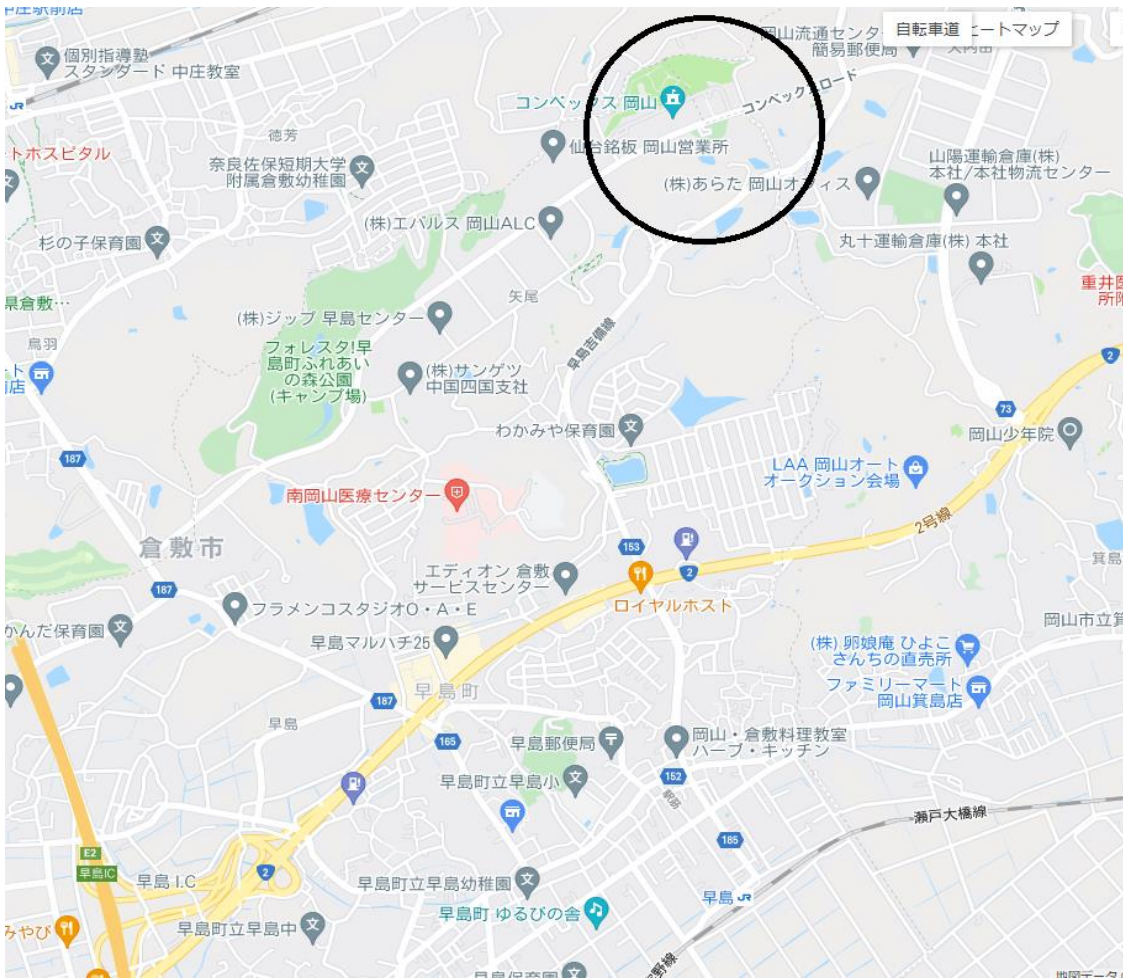 中庄駅前店
岡山流通センター
簡易郵便局
自転車道
ヒートマップ
個別指導塾
スタンダード 中庄教室
コンベックス 岡山
コンベックスロード
JR
徳芳
仙台銘板 岡山営業所
トホスピタル
奈良佐保短期大学
附属倉敷幼稚園
山陽運輸倉庫(株)
本社/本社物流センター
(株)あらた 岡山オフィス
(株)エバルス 岡山ALC
杉の子保育園
丸十運輸倉庫(株) 本社
県倉敷…
矢尾
重井
所附
(株)ジップ 早島センター
鳥羽
早島吉備線
フォレスタ!早
島町ふれあい
の森公園
(キャンプ場)
2
ト
店
(株)サンゲツ
中国四国支社
73
わかみや保育園
岡山少年院
187
LAA 岡山オート
オークション会場
南岡山医療センター
2号線
倉敷市
153
箕島
エディオン 倉敷
サービスセンター
2
187
ロイヤルホスト
フラメンコスタジオO・A・E
かんだ保育園
岡山市立箕
早島マルハチ25
(株) 卵娘庵 ひよこ
さんちの直売所
早島町
ファミリーマート
岡山箕島店
187
早島
165
早島郵便局
岡山・倉敷料理教室
ハーブ・キッチン
早島町立早島小
152
駅筋
瀬戸大橋線
185
E2
早島IC
早島 I.C
2
早島町立早島幼稚園
早島 JR
早島町 ゆるびの舎
みやび
早島町立早島中
早島保育園
野線
地図データ